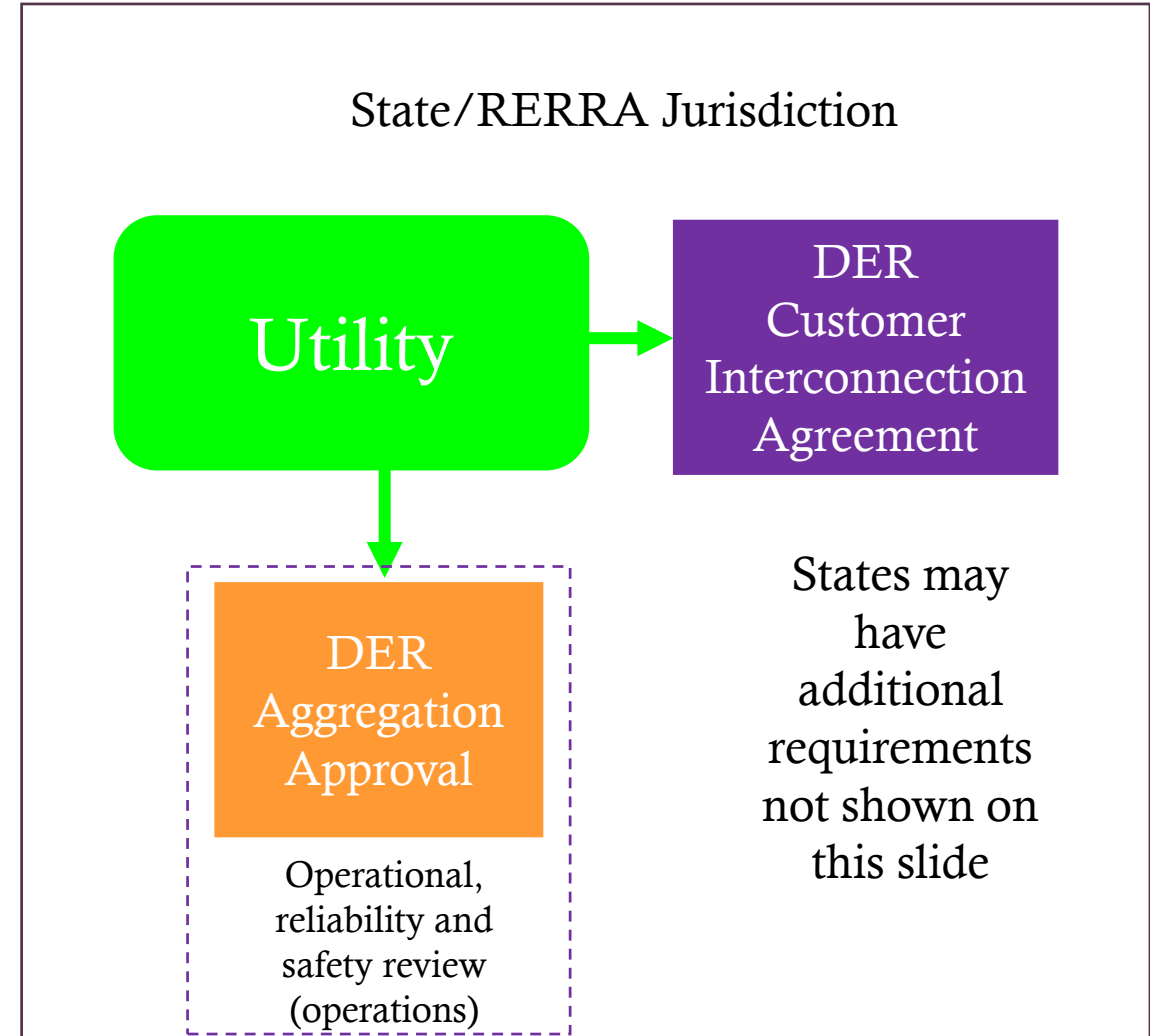 State/RERRA Jurisdiction
Utility
DER
Customer
Interconnection
Agreement
DER
Aggregation
Approval
Operational,
reliability and
safety review
(operations)
States may
have
additional
requirements
not shown on
this slide